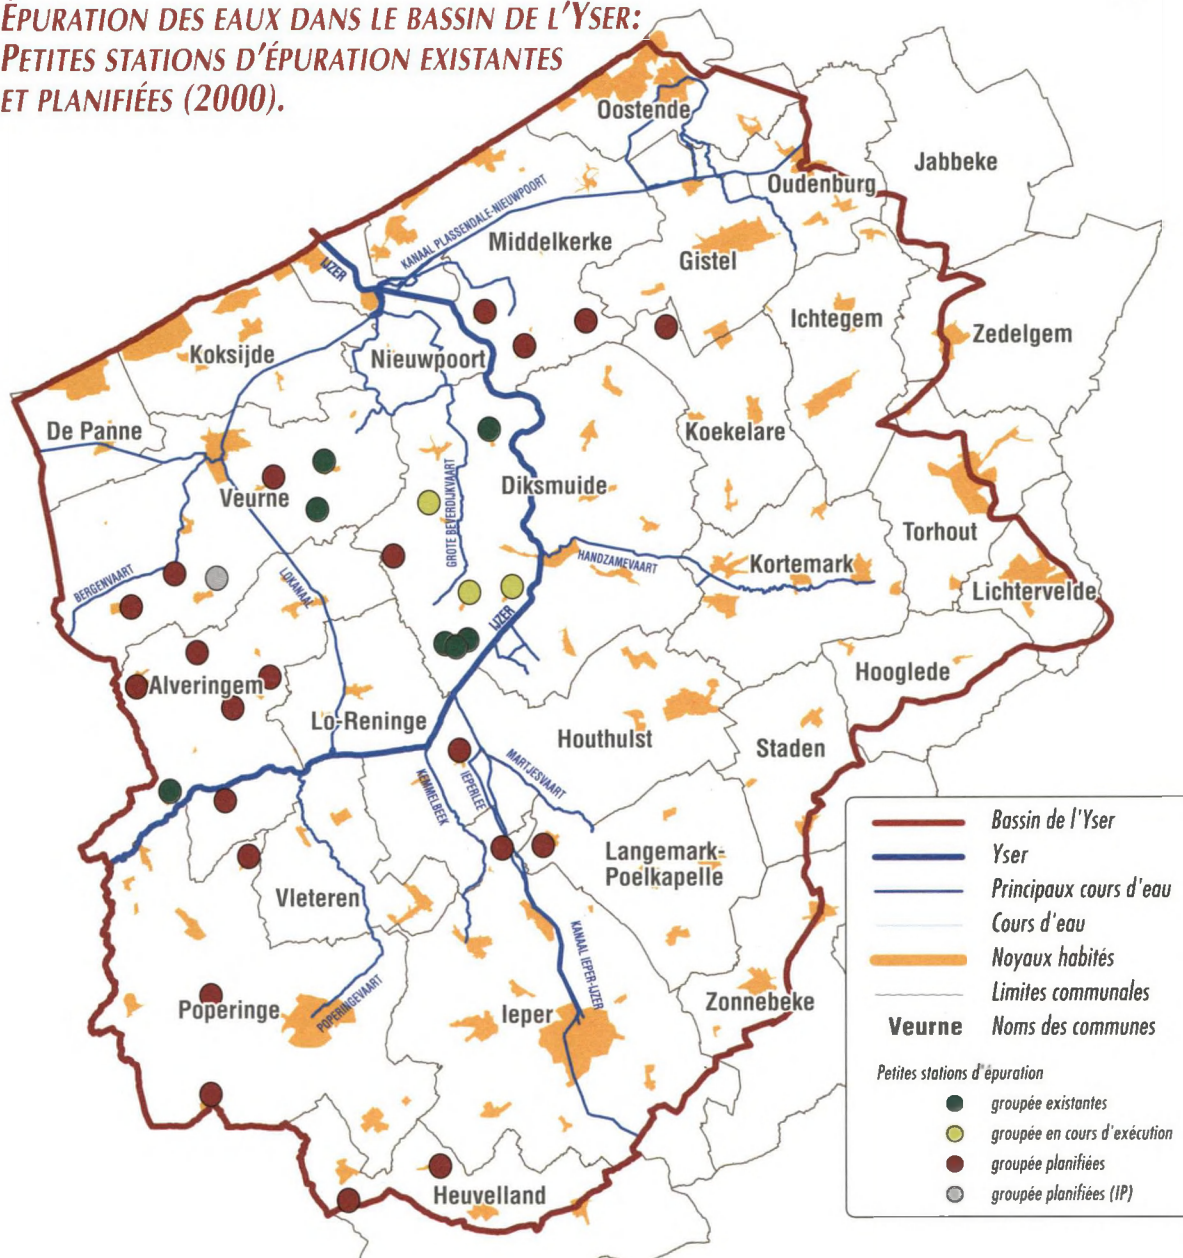 ÉPURATION DES EAUX DANS LE BASSIN DE L'YSER:
PETITES STATIONS D'ÉPURATION EXISTANTES
ET PLANIFIÉES (2000).
Oostende
Jabbeke
Oudenburg
KANAAL PLASSENDALE-NIEUWPOORT
Middelkerke
Gistel
IJZER
Ichtegem
Zedelgem
Koksijde
Nieuwpoort
De Panne
Koekelare
Veurne
Diksmuide
GROTE BEVERDIJKVAART
Torhout
HANDZAMEVAART
Kortemark
BERGENVAART
LOKANAAL
Lichtervelde
IJZER
Alveringem
Hooglede
Lo-Reninge
Houthulst
Staden
KEMMELBEEK
IEPERLEE
MARTJESVAART
Langemark-
Poelkapelle
Vleteren
KANAAL IEPER-IJZER
Poperinge
POPERINGEVAART
Ieper
Zonnebeke
Heuvelland
Bassin de l'Yser
Yser
Principaux cours d'eau
Cours d'eau
Noyaux habités
Limites communales
Veurne Noms des communes
Petites stations d'épuration
groupée existantes
groupée en cours d'exécution
groupée planifiées
groupée planifiées (IP)